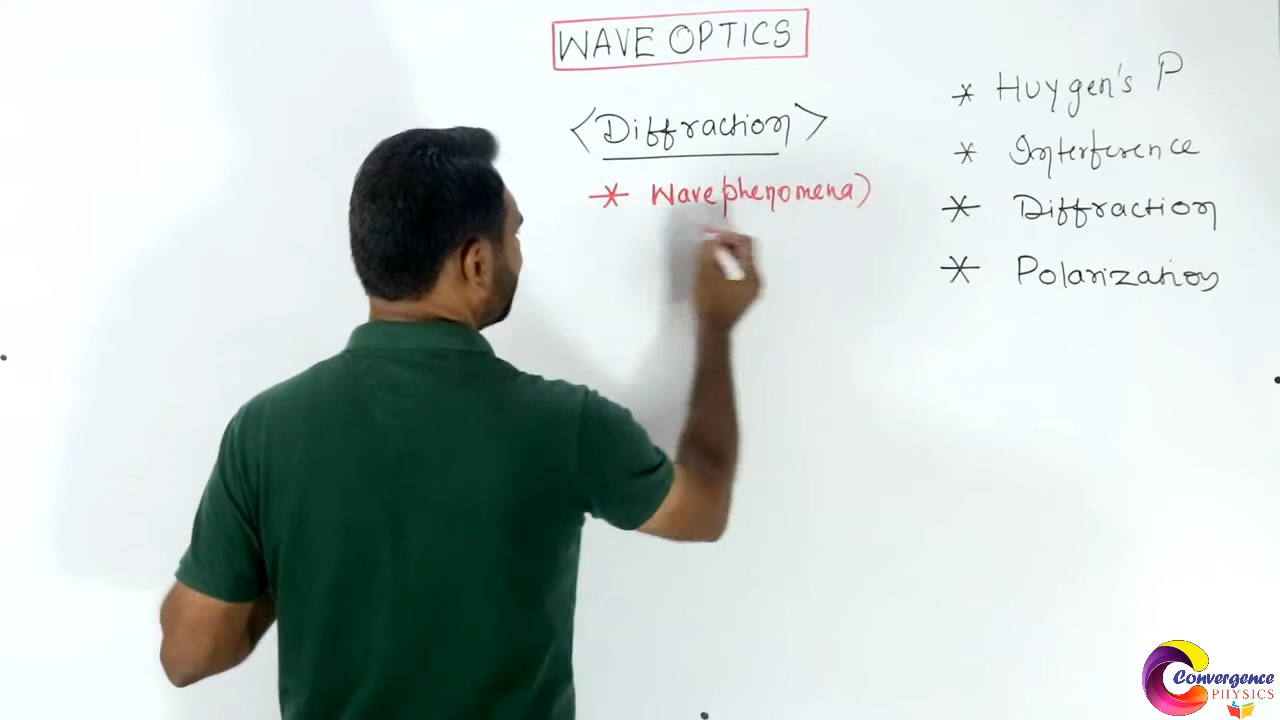 WAVE OPTICS
<Diffraction>
* Wave phenomena)
* Huygen's P
* Interference
* Diffraction
* Polarization
Convergence
PHYSICS